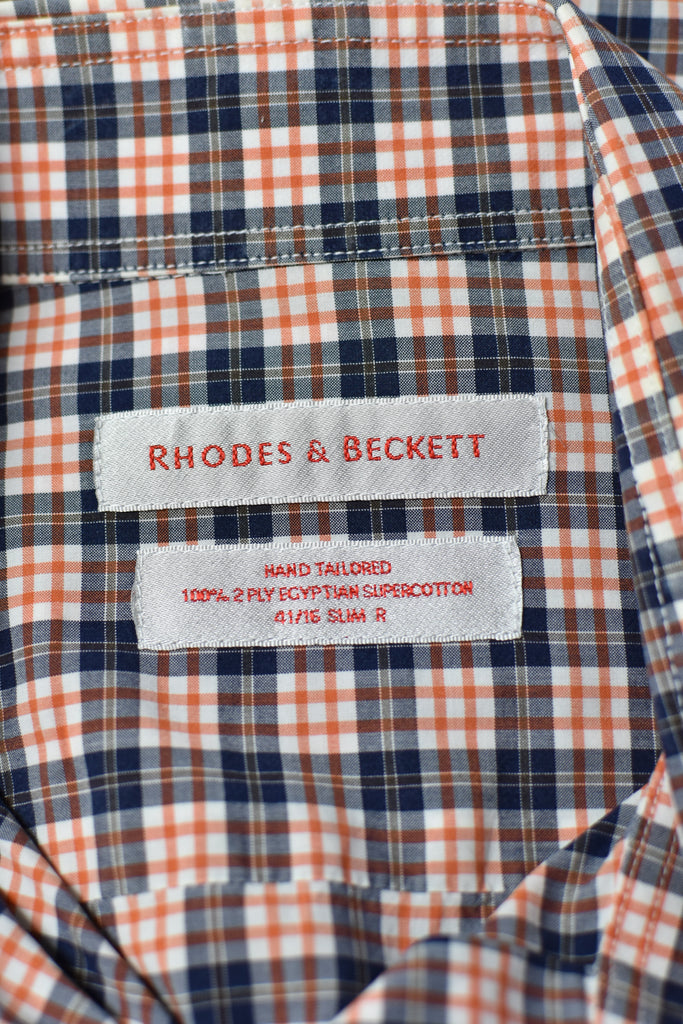 RHODES & BECKETT
HAND TAILORED
100% 2 PLY EGYPTIAN SUPERCOTTON
41/16 SLIM R